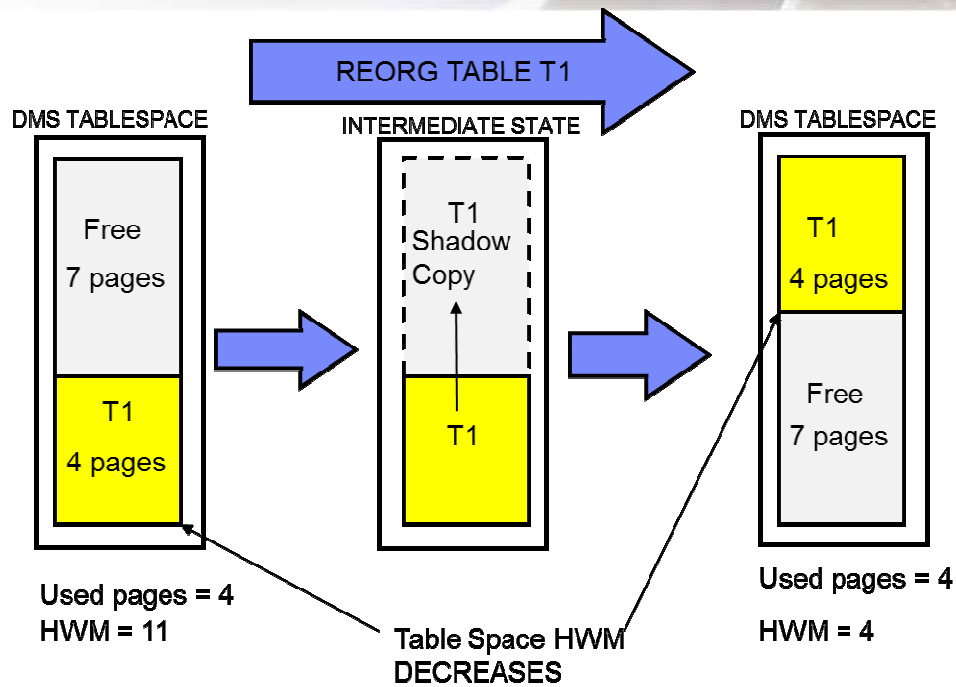 REORG TABLE T1
DMS TABLESPACE
Free
7 pages
T1
4 pages
Used pages = 4
HWM = 11
INTERMEDIATE STATE
T1
Shadow
Copy
T1
DMS TABLESPACE
T1
4 pages
Free
7 pages
Used pages = 4
HWM = 4
Table Space HWM
DECREASES